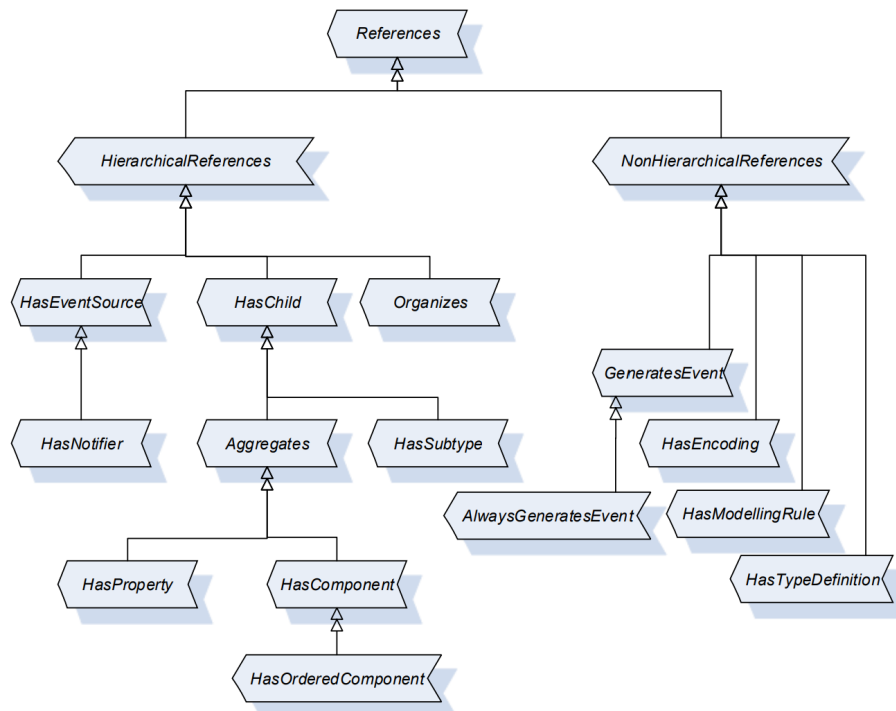 References
HierarchicalReferences
NonHierarchicalReferences
HasEventSource
HasChild
Organizes
GeneratesEvent
HasNotifier
Aggregates
HasSubtype
HasEncoding
AlwaysGeneratesEvent
HasModellingRule
HasProperty
HasComponent
HasTypeDefinition
HasOrderedComponent